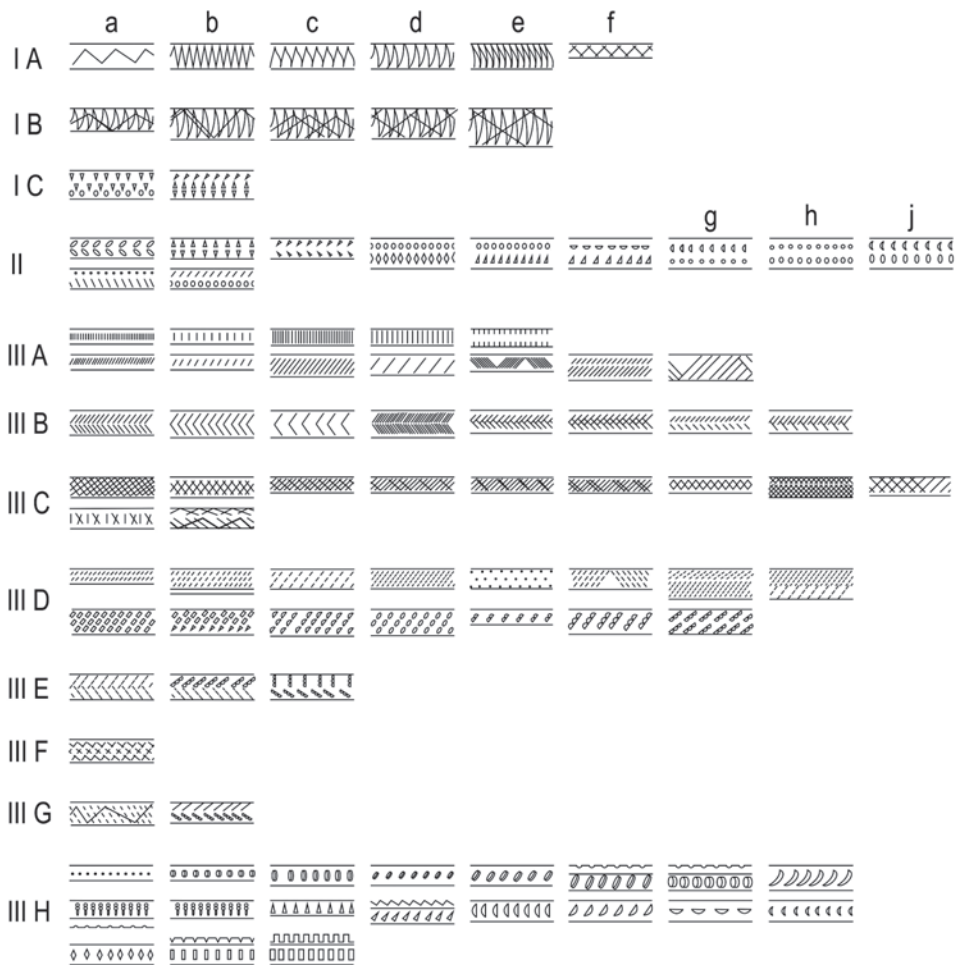 a b c d e f
I A
I B
I C
g h j
II
III A
III B
III C
III D
III E
III F
III G
III H